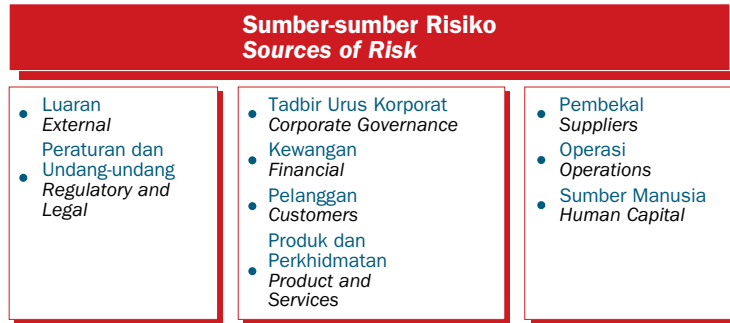 Sumber-sumber Risiko
Sources of Risk
Luaran
External
Peraturan dan
Undang-undang
Regulatory and
Legal
Tadbir Urus Korporat
Corporate Governance
Kewangan
Financial
Pelanggan
Customers
Produk dan
Perkhidmatan
Product and
Services
Pembekal
Suppliers
Operasi
Operations
Sumber Manusia
Human Capital